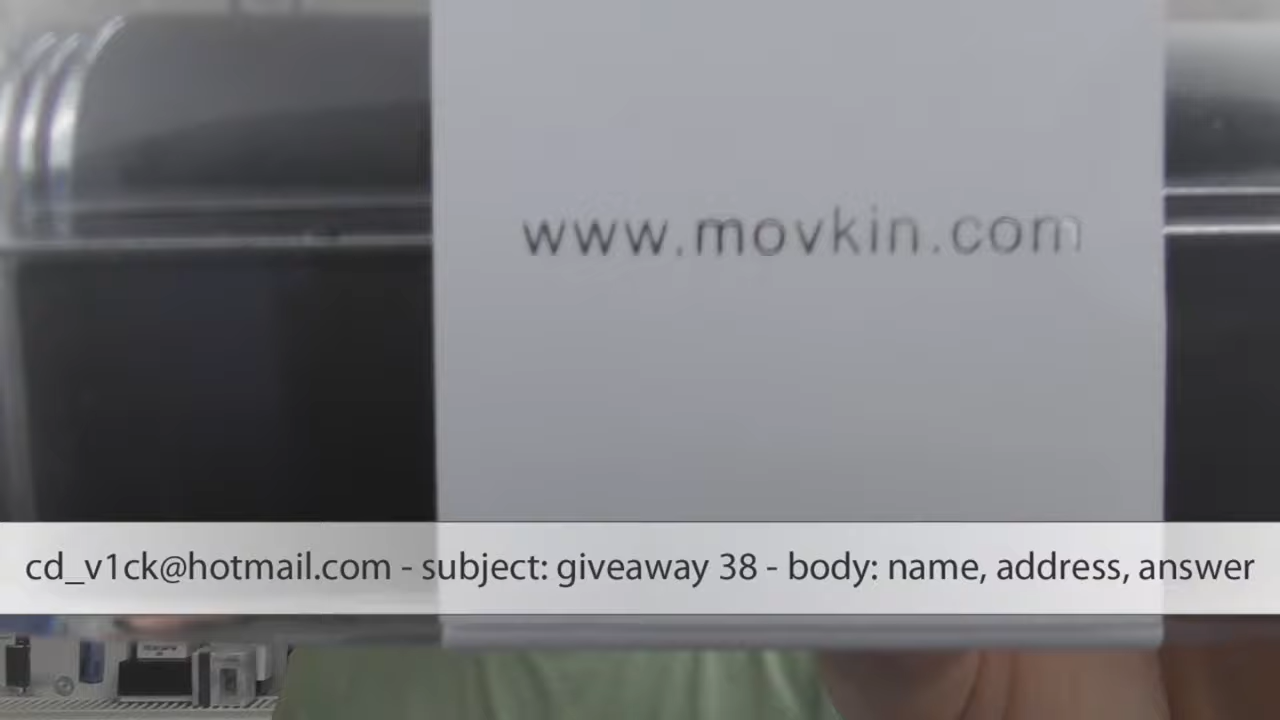 www.movkin.com
cd_v1ck@hotmail.com - subject: giveaway 38 - body: name, address, answer